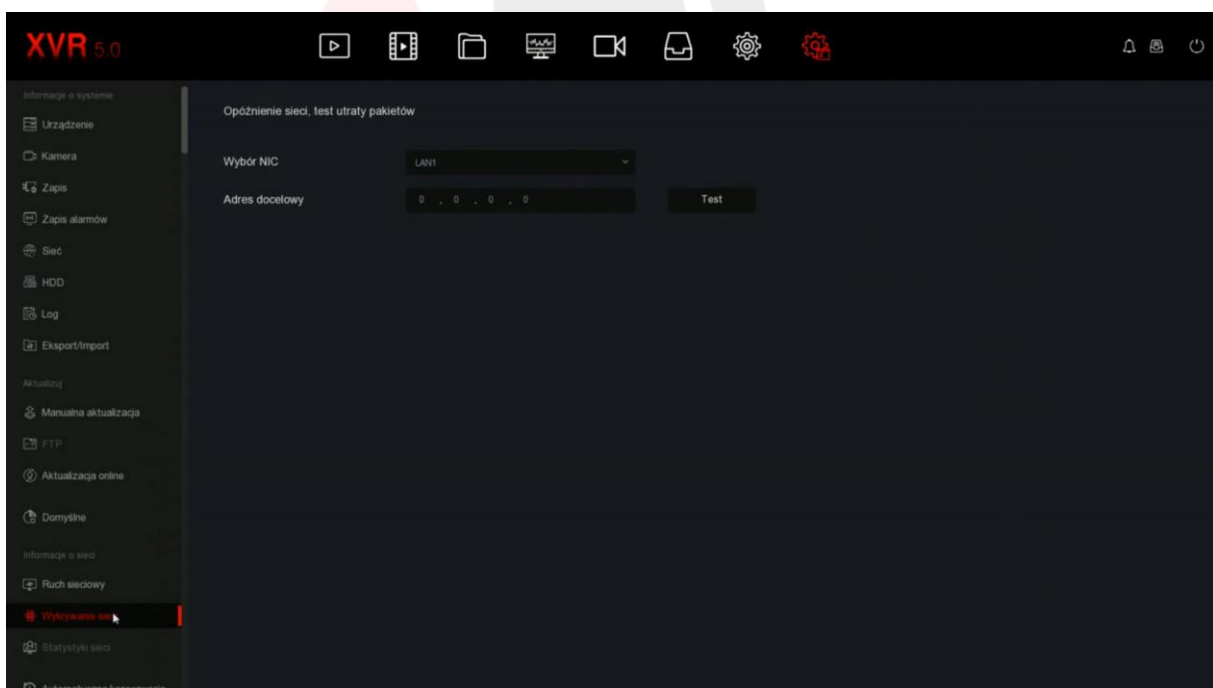 XVR 5.0
Informacje o systemie
Urządzenie
Kamera
Zapis
Zapis alarmów
Sieć
HDD
Log
Eksport/Import
Aktualizuj
Manualna aktualizacja
FTP
Aktualizacja online
Domyślne
Informacje o sieci
Ruch sieciowy
Wykrywanie
Statystyki sieci
Opóźnienie sieci, test utraty pakietów
Wybór NIC
LAN1
Adres docelowy
0 . 0 . 0 . 0
Test